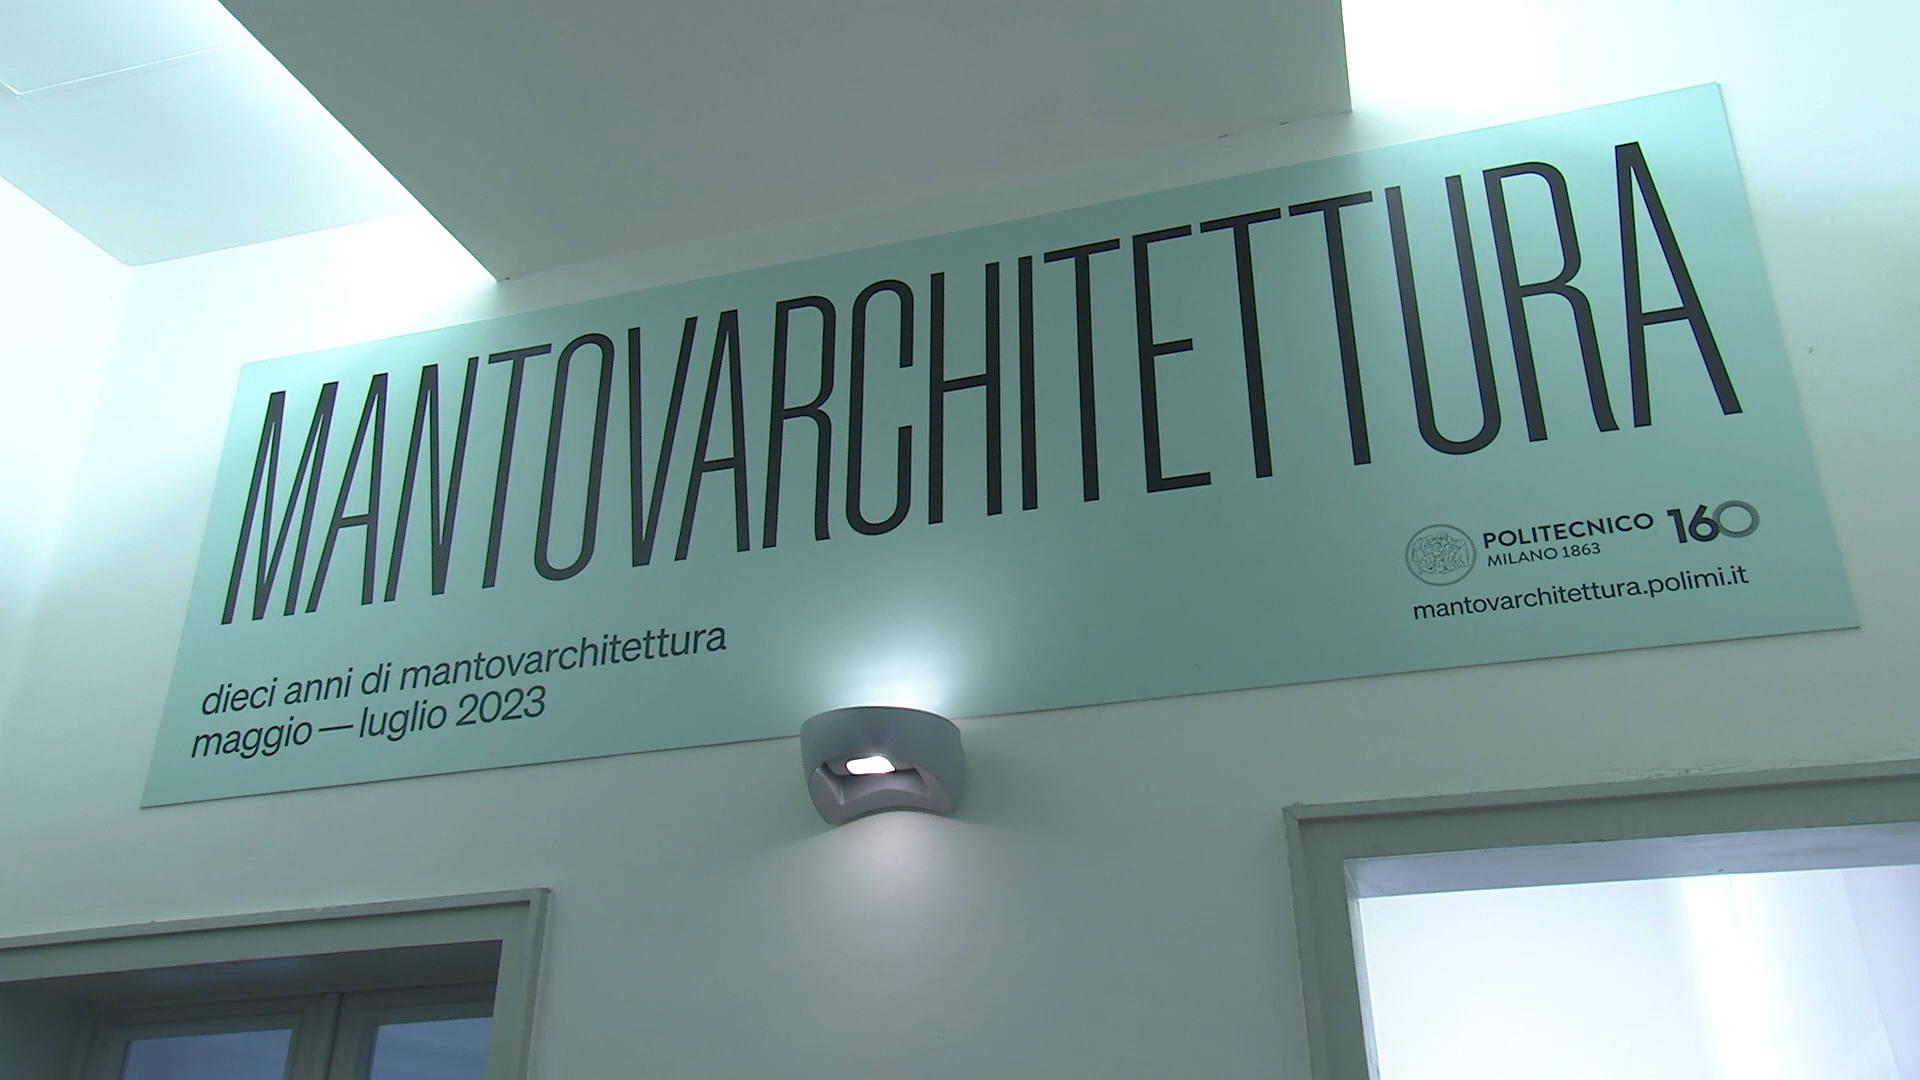 MANTOVARCHITETTURA
dieci anni di mantovarchitettura
maggio — luglio 2023
POLITECNICO
MILANO 1863
160
mantovarchitettura.polimi.it